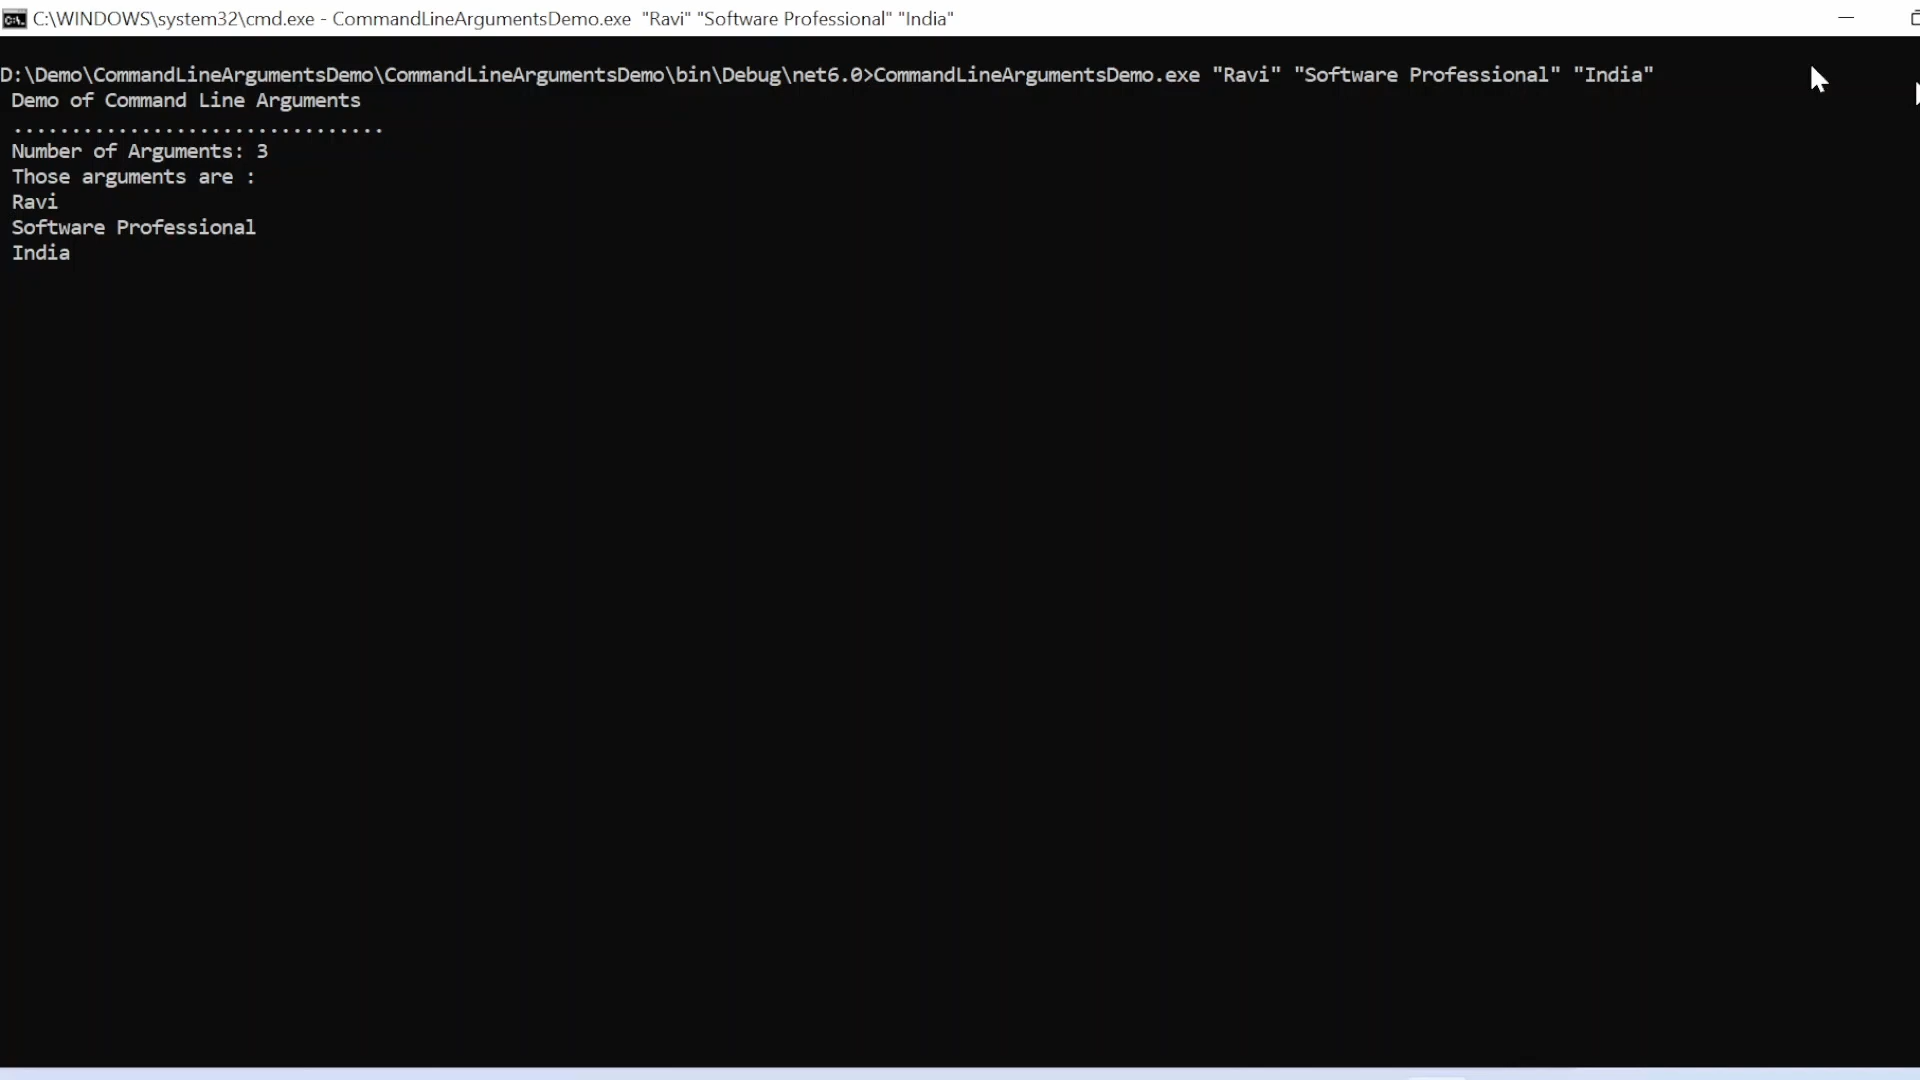 C:\WINDOWS\system32\cmd.exe - CommandLineArgumentsDemo.exe  "Ravi" "Software Professional" "India"
D:\Demo\CommandLineArgumentsDemo\CommandLineArgumentsDemo\bin\Debug\net6.0>CommandLineArgumentsDemo.exe "Ravi" "Software Professional" "India"
Demo of Command Line Arguments
................................
Number of Arguments: 3
Those arguments are :
Ravi
Software Professional
India